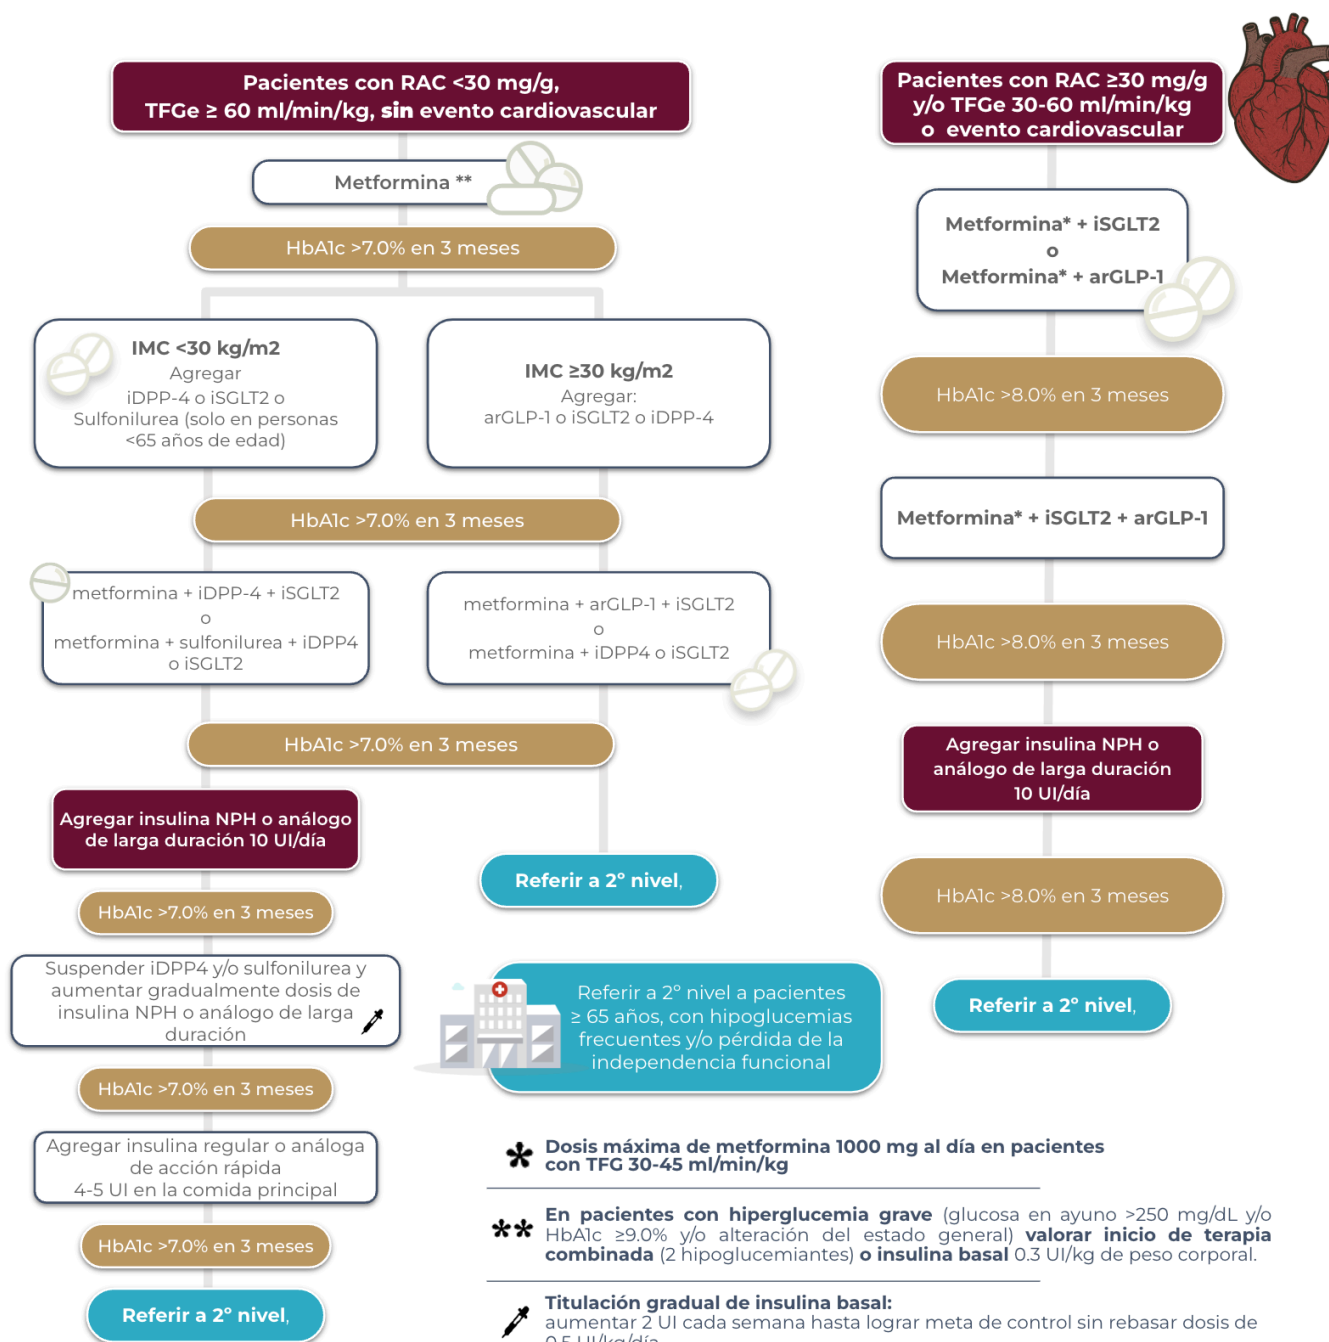 Pacientes con RAC <30 mg/g,
TFGe ≥ 60 ml/min/kg, sin evento cardiovascular
Metformina **
HbA1c >7.0% en 3 meses
IMC <30 kg/m2
Agregar
iDPP-4 o iSGLT2 o
Sulfonilurea (solo en personas
<65 años de edad)
IMC ≥30 kg/m2
Agregar:
arGLP-1 o iSGLT2 o iDPP-4
HbA1c >7.0% en 3 meses
metformina + iDPP-4 + iSGLT2
o
metformina + sulfonilurea + iDPP4
o iSGLT2
metformina + arGLP-1 + iSGLT2
o
metformina + iDPP4 o iSGLT2
HbA1c >7.0% en 3 meses
Agregar insulina NPH o análogo
de larga duración 10 UI/día
HbA1c >7.0% en 3 meses
Suspender iDPP4 y/o sulfonilurea y
aumentar gradualmente dosis de
insulina NPH o análogo de larga
duración
HbA1c >7.0% en 3 meses
Agregar insulina regular o análoga
de acción rápida
4-5 UI en la comida principal
HbA1c >7.0% en 3 meses
Referir a 2º nivel,
Referir a 2º nivel,
Pacientes con RAC ≥30 mg/g
y/o TFGe 30-60 ml/min/kg
o evento cardiovascular
Metformina* + iSGLT2
o
Metformina* + arGLP-1
HbA1c >8.0% en 3 meses
Metformina* + iSGLT2 + arGLP-1
HbA1c >8.0% en 3 meses
Agregar insulina NPH o
análogo de larga duración
10 UI/día
HbA1c >8.0% en 3 meses
Referir a 2º nivel,
Referir a 2º nivel a pacientes
≥ 65 años, con hipoglucemias
frecuentes y/o pérdida de la
independencia funcional
* Dosis máxima de metformina 1000 mg al día en pacientes
con TFG 30-45 ml/min/kg
** En pacientes con hiperglucemia grave (glucosa en ayuno >250 mg/dL y/o
HbA1c ≥9.0% y/o alteración del estado general) valorar inicio de terapia
combinada (2 hipoglucemiantes) o insulina basal 0.3 UI/kg de peso corporal.
Titulación gradual de insulina basal:
aumentar 2 UI cada semana hasta lograr meta de control sin rebasar dosis de
0.5 UI/kg/día